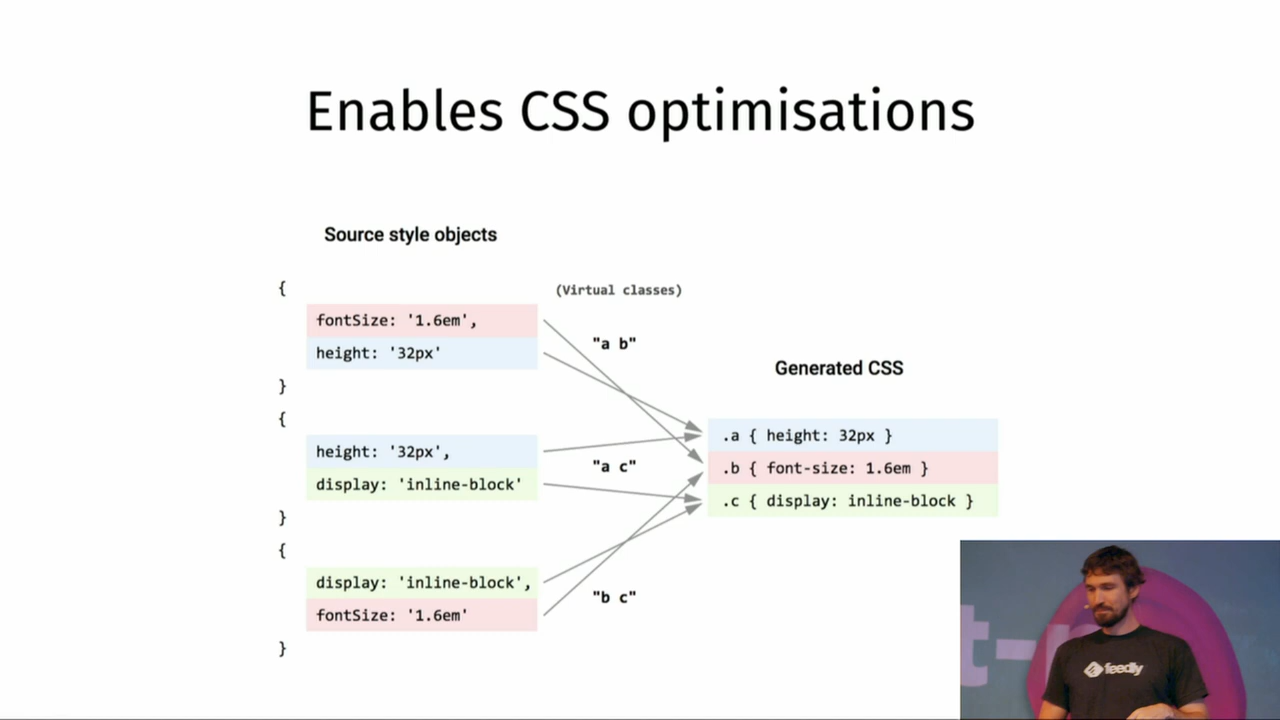 Enables CSS optimisations
Source style objects
{
(Virtual classes)
fontSize: '1.6em',
"a b"
height: '32px'
Generated CSS
}
{
.a { height: 32px }
height: '32px',
"a c"
.b { font-size: 1.6em }
display: 'inline-block'
.c { display: inline-block }
}
{
display: 'inline-block',
"b c"
fontSize: '1.6em'
}
feedly